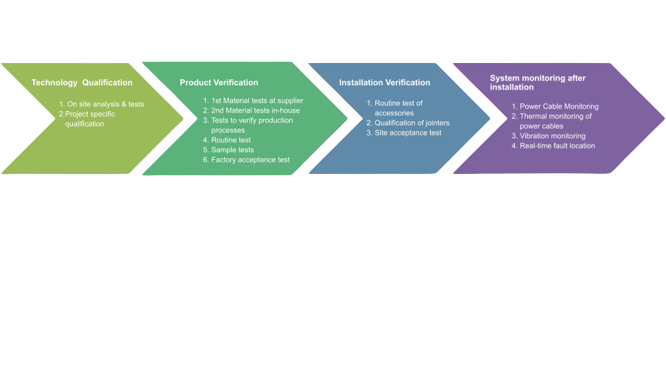 Technology  Qualification
1. On site analysis & tests
2.Project specific
qualification
Product Verification
1. 1st Material tests at supplier
2. 2nd Material tests in-house
3. Tests to verify production
processes
4. Routine test
5. Sample tests
6. Factory acceptance test
Installation Verification
1. Routine test of
accessories
2. Qualification of jointers
3. Site acceptance test
System monitoring after
installation
1. Power Cable Monitoring
2. Thermal monitoring of
power cables
3. Vibration monitoring
4. Real-time fault location